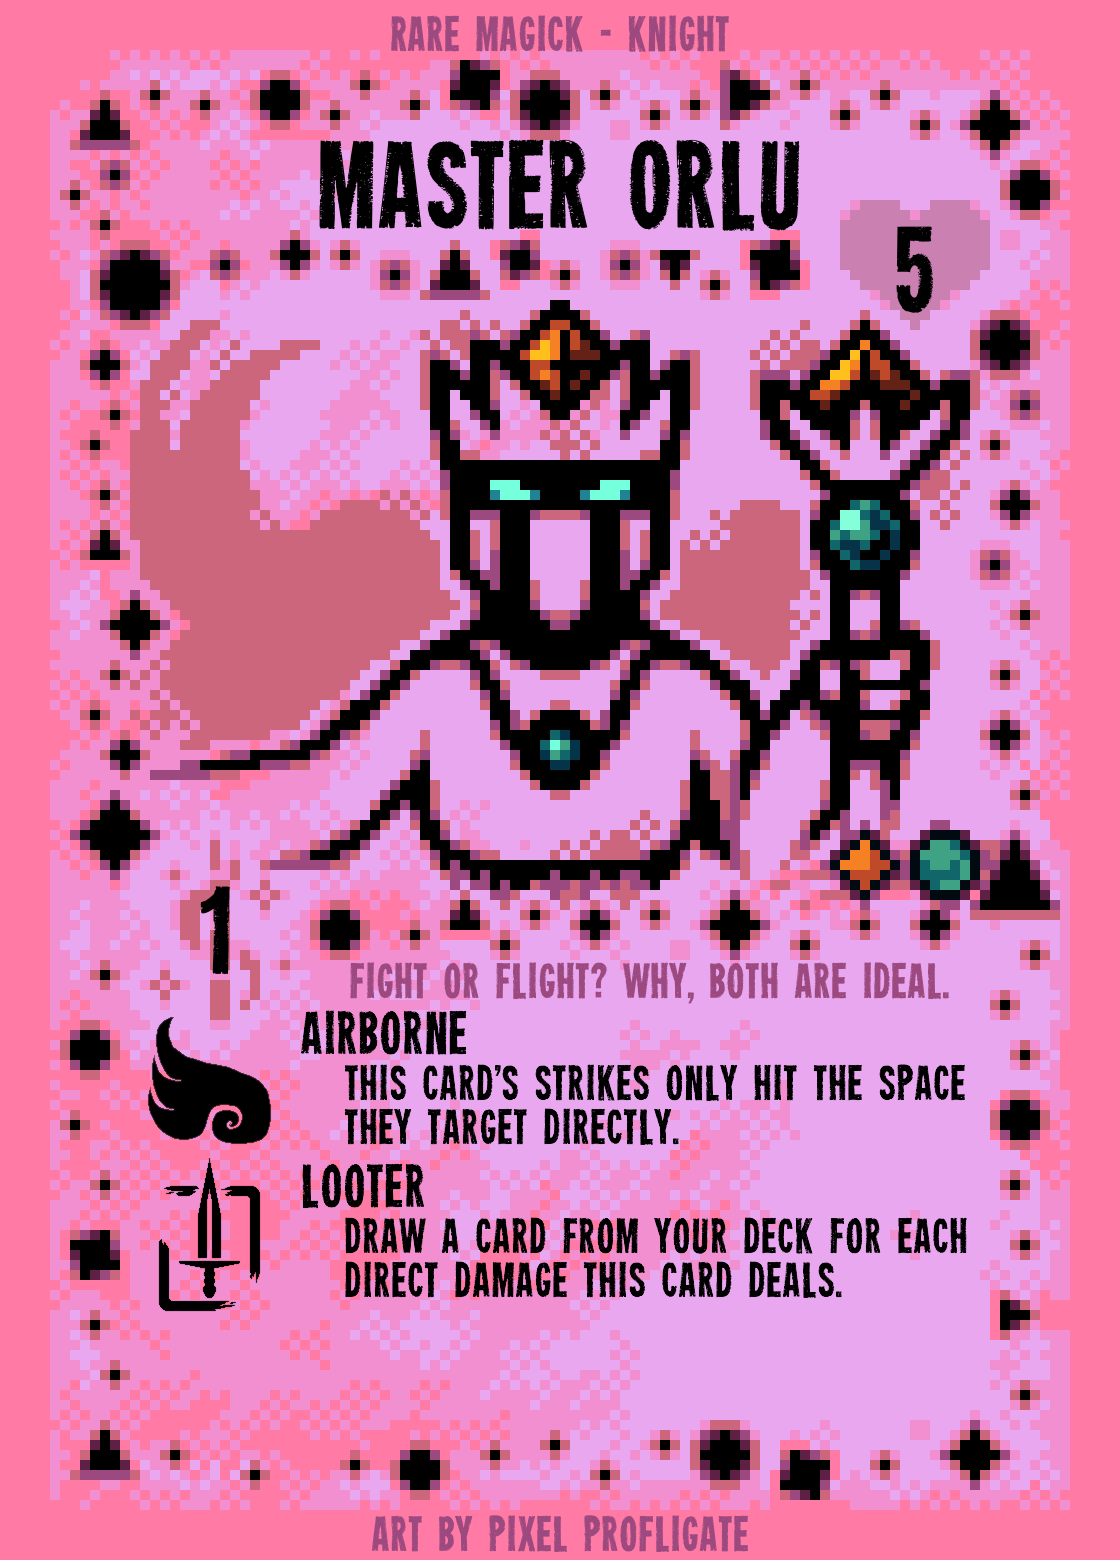 RARE MAGICK - KNIGHT
MASTER ORLU
5
1
FIGHT OR FLIGHT? WHY, BOTH ARE IDEAL.
AIRBORNE
THIS CARD'S STRIKES ONLY HIT THE SPACE
THEY TARGET DIRECTLY.
LOOTER
DRAW A CARD FROM YOUR DECK FOR EACH
DIRECT DAMAGE THIS CARD DEALS.
ART BY PIXEL PROFLIGATE